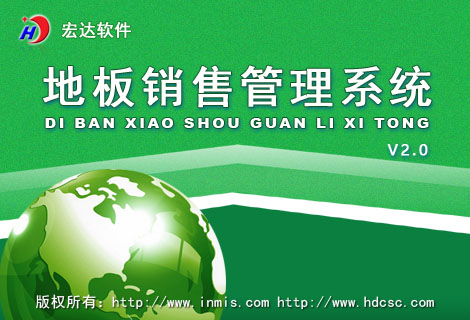 H 宏达软件
地板销售管理系统
DI BAN XIAO SHOU GUAN LI XI TONG
V2.0
版权所有：http://www.inmis.com http://www.hdcsc.com